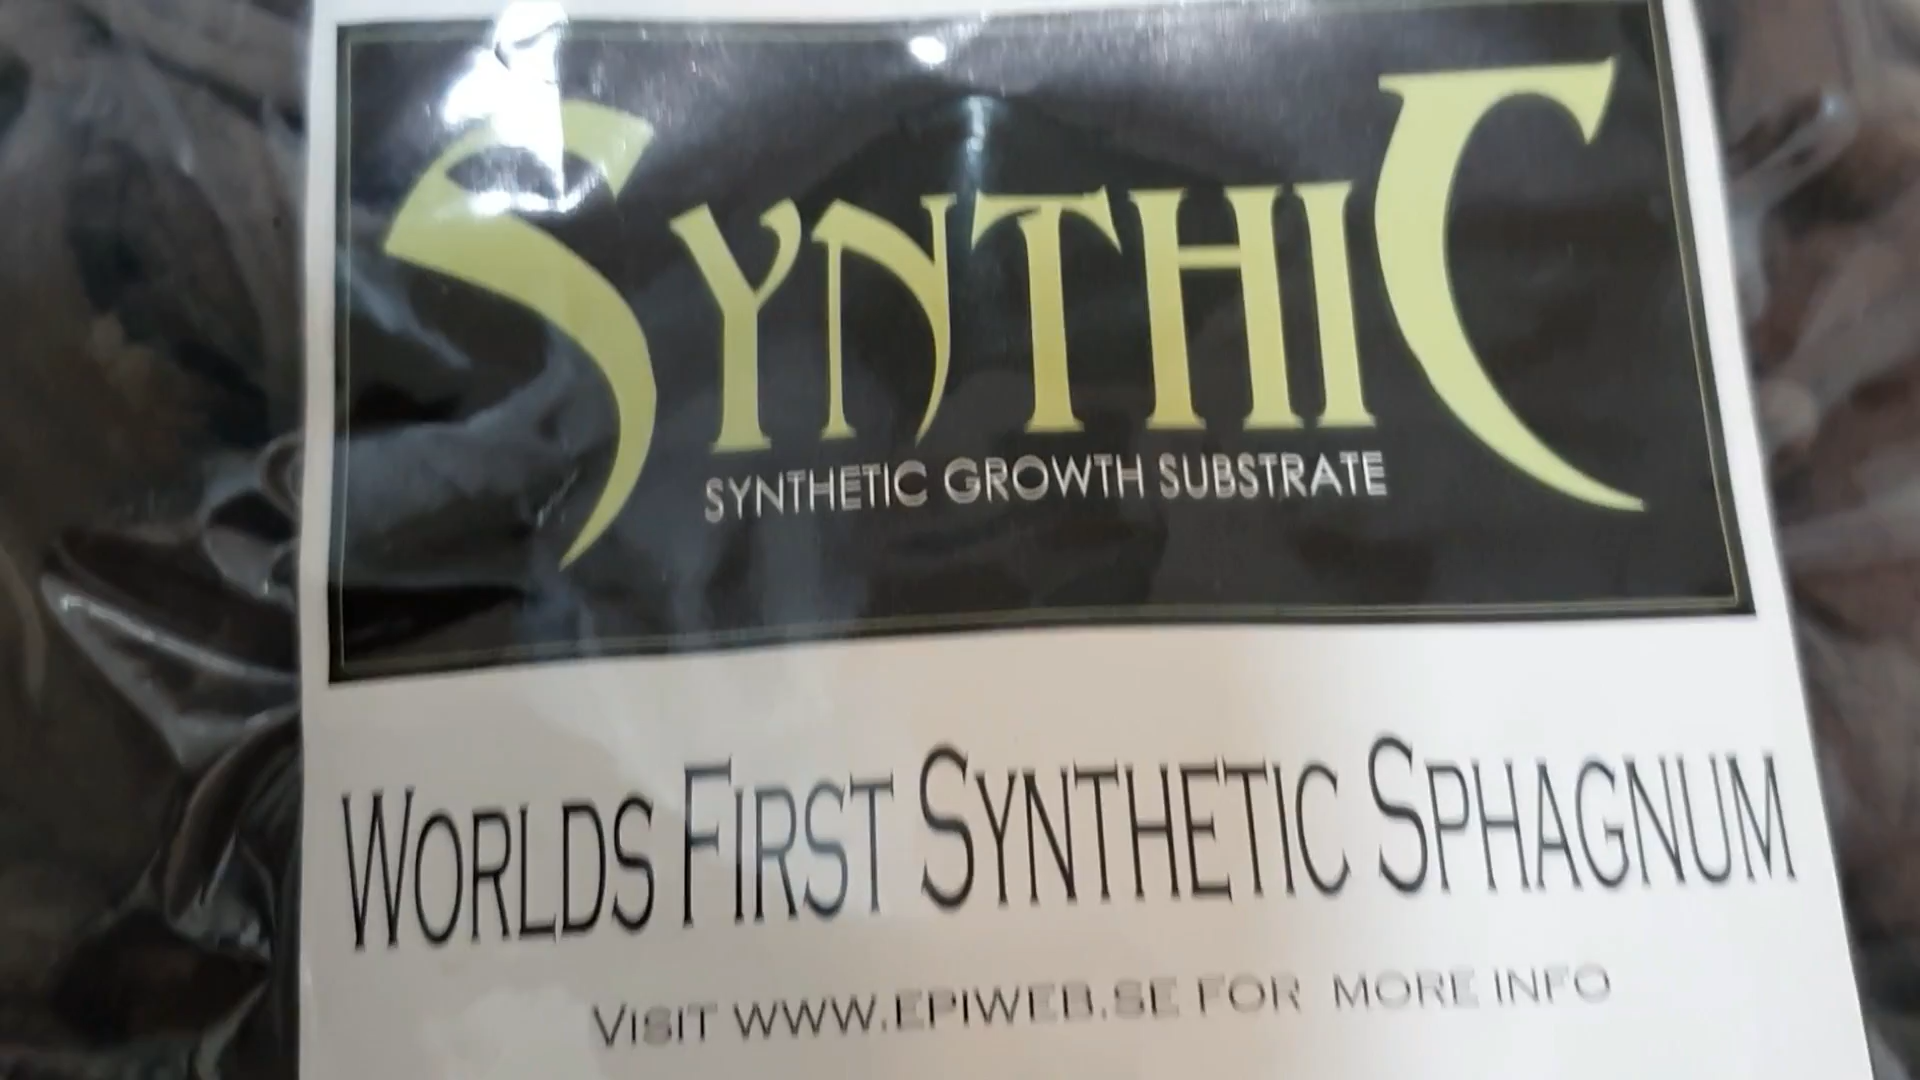 SYNTHIC
SYNTHETIC GROWTH SUBSTRATE
WORLDS FIRST SYNTHETIC SPHAGNUM
VISIT WWW.EPIWEB.SE FOR MORE INFO